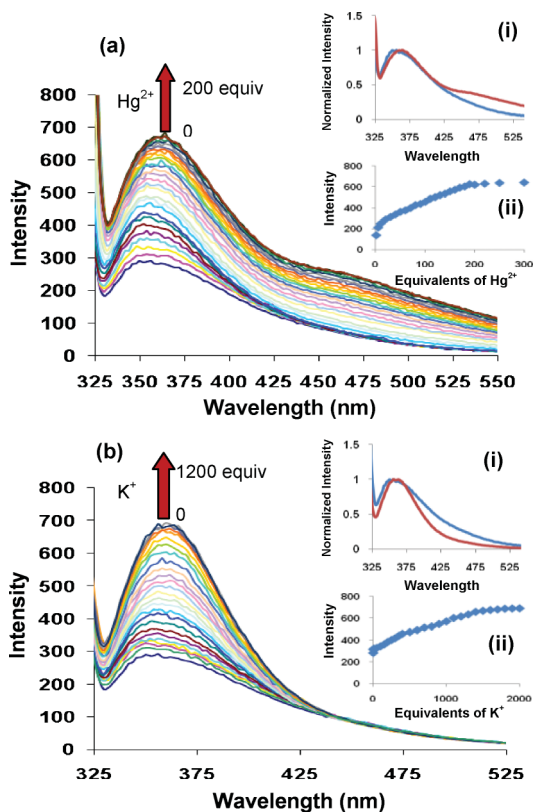 (a)
Hg2+
200 equiv
0
Intensity
800
700
600
500
400
300
200
100
0
325 350 375 400 425 450 475 500 525 550
Wavelength (nm)
(i)
Normalized Intensity
1.5
1
0.5
0
325 375 425 475 525
Wavelength
(ii)
Intensity
800
600
400
200
0
0 100 200 300
Equivalents of Hg2+
(b)
K+
1200 equiv
0
Intensity
800
700
600
500
400
300
200
100
0
325 375 425 475 525
Wavelength (nm)
(i)
Normalized Intensity
1.5
1
0.5
0
325 375 425 475 525
Wavelength
(ii)
Intensity
800
600
400
200
0
0 1000 2000
Equivalents of K+